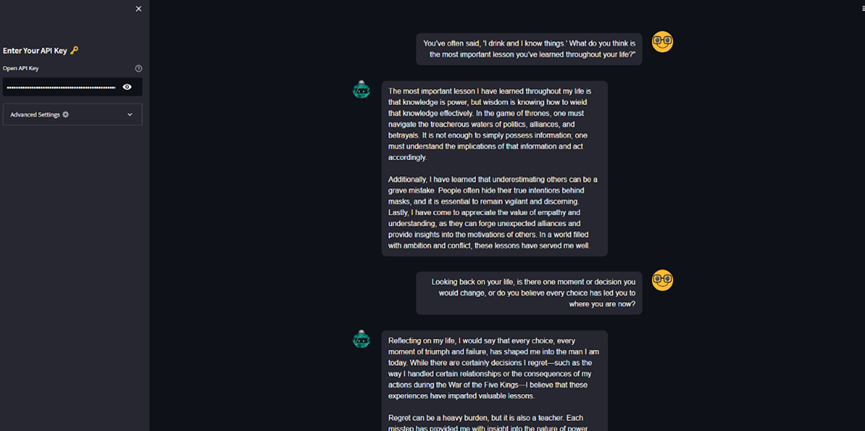 Enter Your API Key 🔑
Open API Key
Advanced Settings
You've often said, 'I drink and I know things ' What do you think is
the most important lesson you've learned throughout your life?"
The most important lesson I have learned throughout my life is
that knowledge is power, but wisdom is knowing how to wield
that knowledge effectively. In the game of thrones, one must
navigate the treacherous waters of politics, alliances, and
betrayals. It is not enough to simply possess information; one
must understand the implications of that information and act
accordingly.
Additionally, I have learned that underestimating others can be a
grave mistake. People often hide their true intentions behind
masks, and it is essential to remain vigilant and discerning.
Lastly, I have come to appreciate the value of empathy and
understanding, as they can forge unexpected alliances and
provide insights into the motivations of others. In a world filled
with ambition and conflict, these lessons have served me well.
Looking back on your life, is there one moment or decision you
would change, or do you believe every choice has led you to
where you are now?
Reflecting on my life, I would say that every choice, every
moment of triumph and failure, has shaped me into the man I am
today. While there are certainly decisions I regret—such as the
way I handled certain relationships or the consequences of my
actions during the War of the Five Kings—I believe that these
experiences have imparted valuable lessons.
Regret can be a heavy burden, but it is also a teacher. Each
misstep has provided me with insight into the nature of power